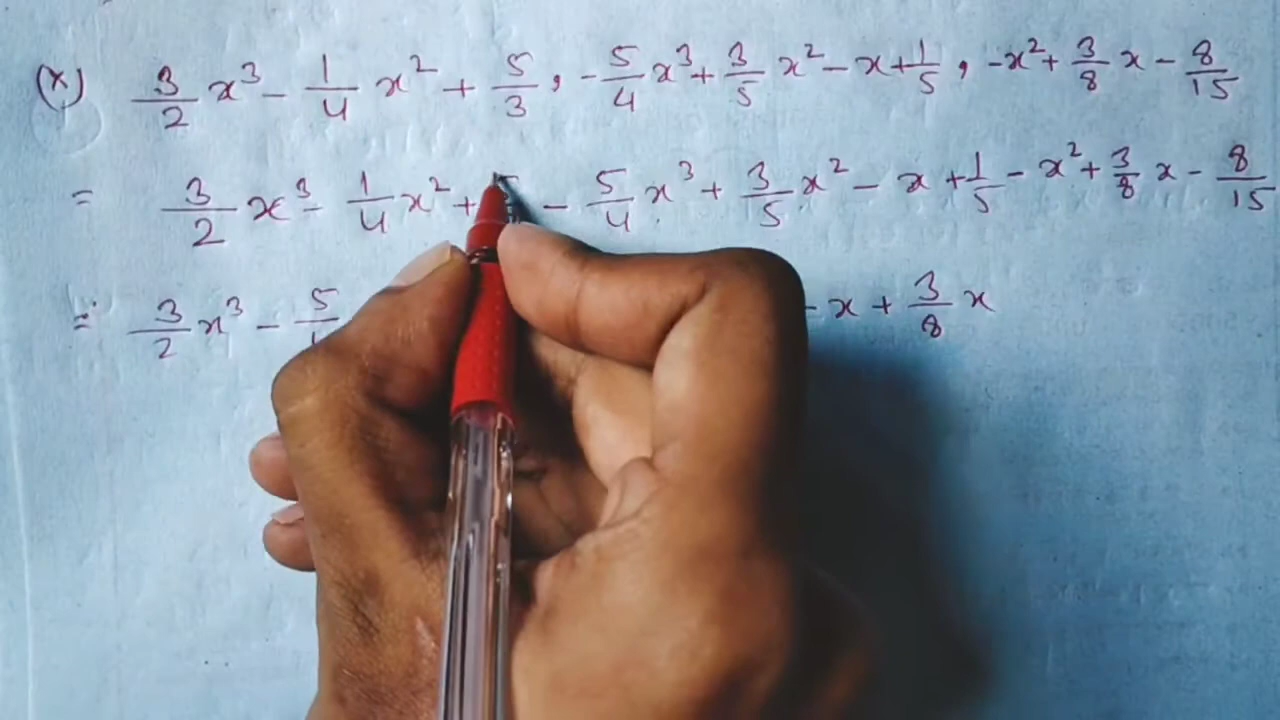 (x) 3/2 x³ - 1/4 x² + 5/3, -5/4 x³ + 3/5 x² - x + 1/5, -x² + 3/8 x - 8/15
= 3/2 x³ - 1/4 x² + - 5/4 x³ + 3/5 x² - x + 1/5 - x² + 3/8 x - 8/15
= 3/2 x³ - 5 - x + 3/8 x